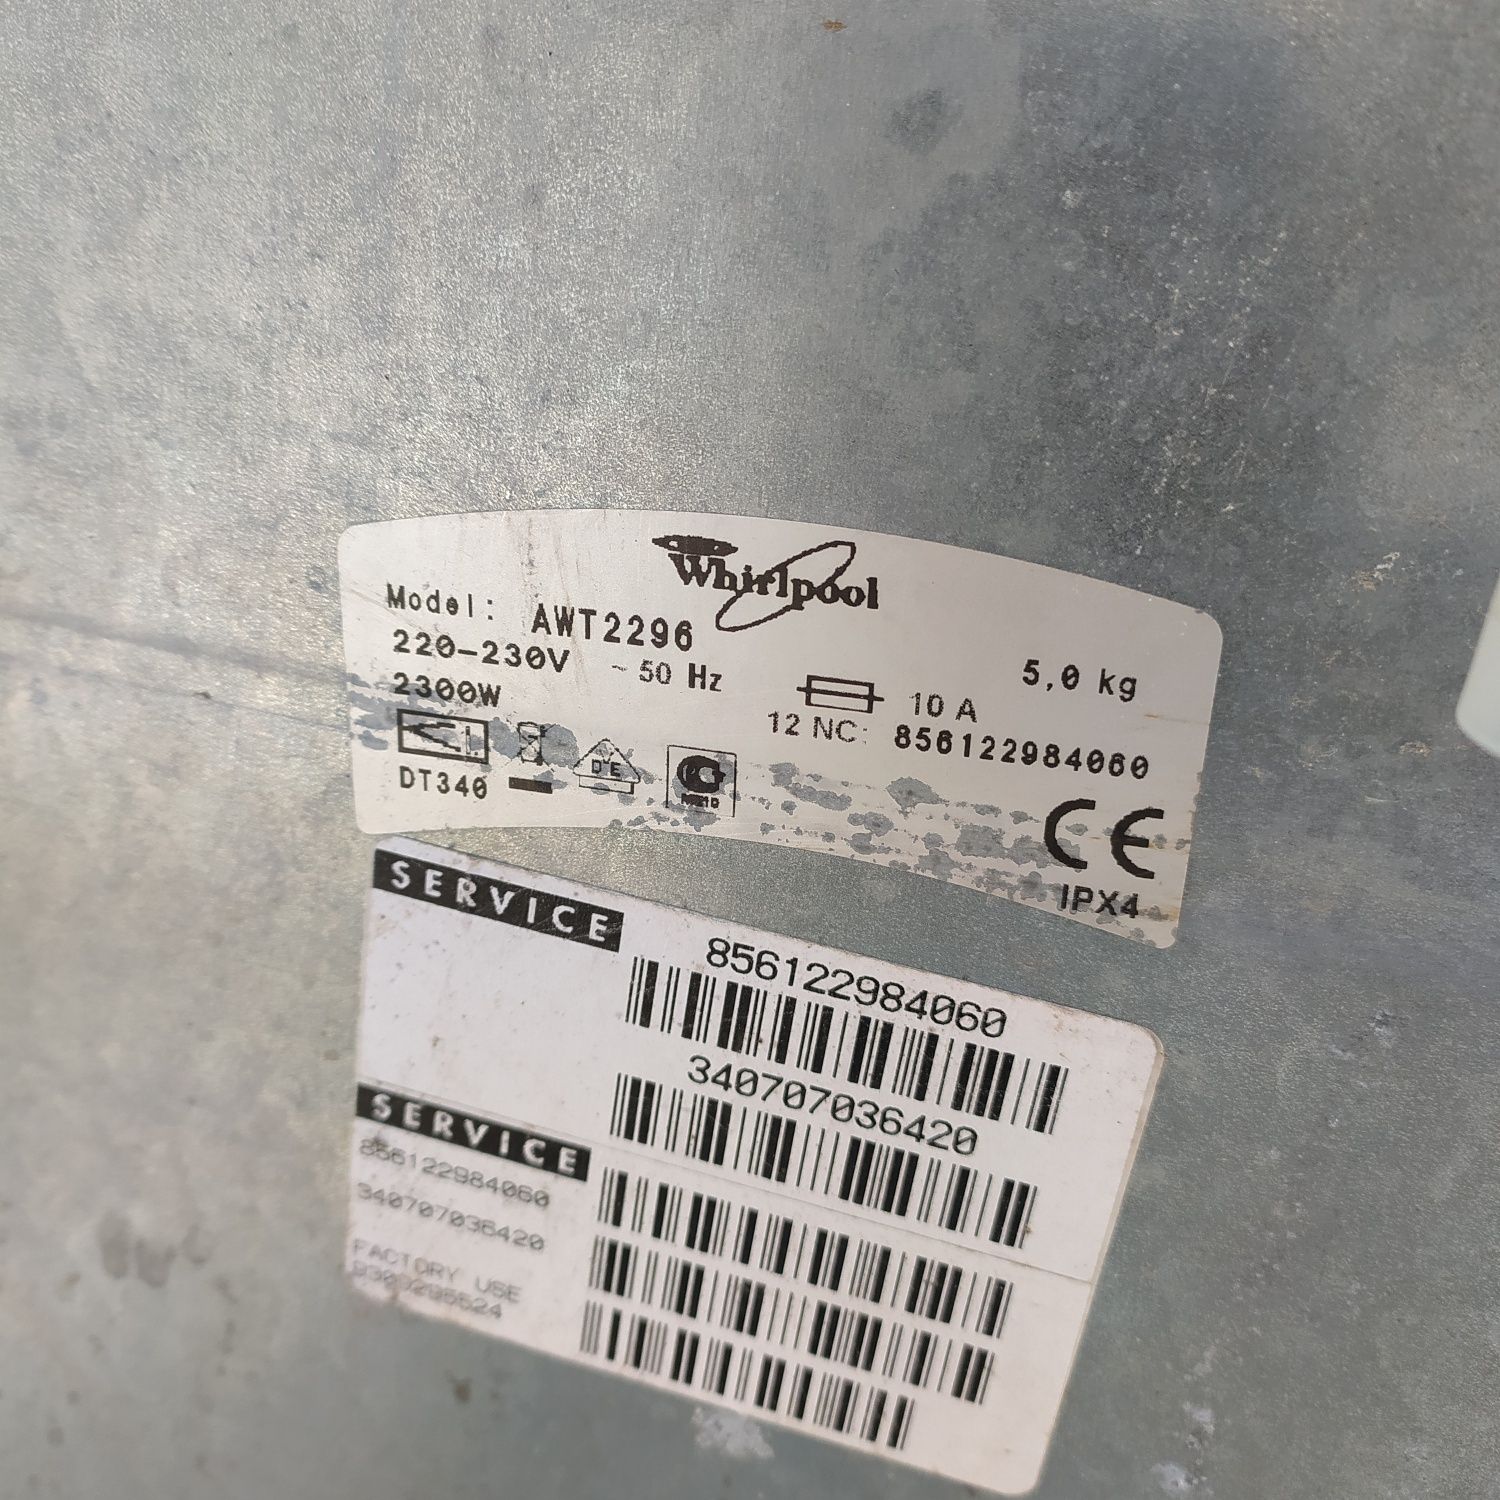 Whirlpool
Model: AWT2296
220-230V ~ 50 Hz
5,0 kg
2300W
10 A
12 NC: 856122984060
DT340
D E
CE
IPX4
SERVICE
856122984060
340707036420
SERVICE
856122984060
340707036420
FACTORY USE